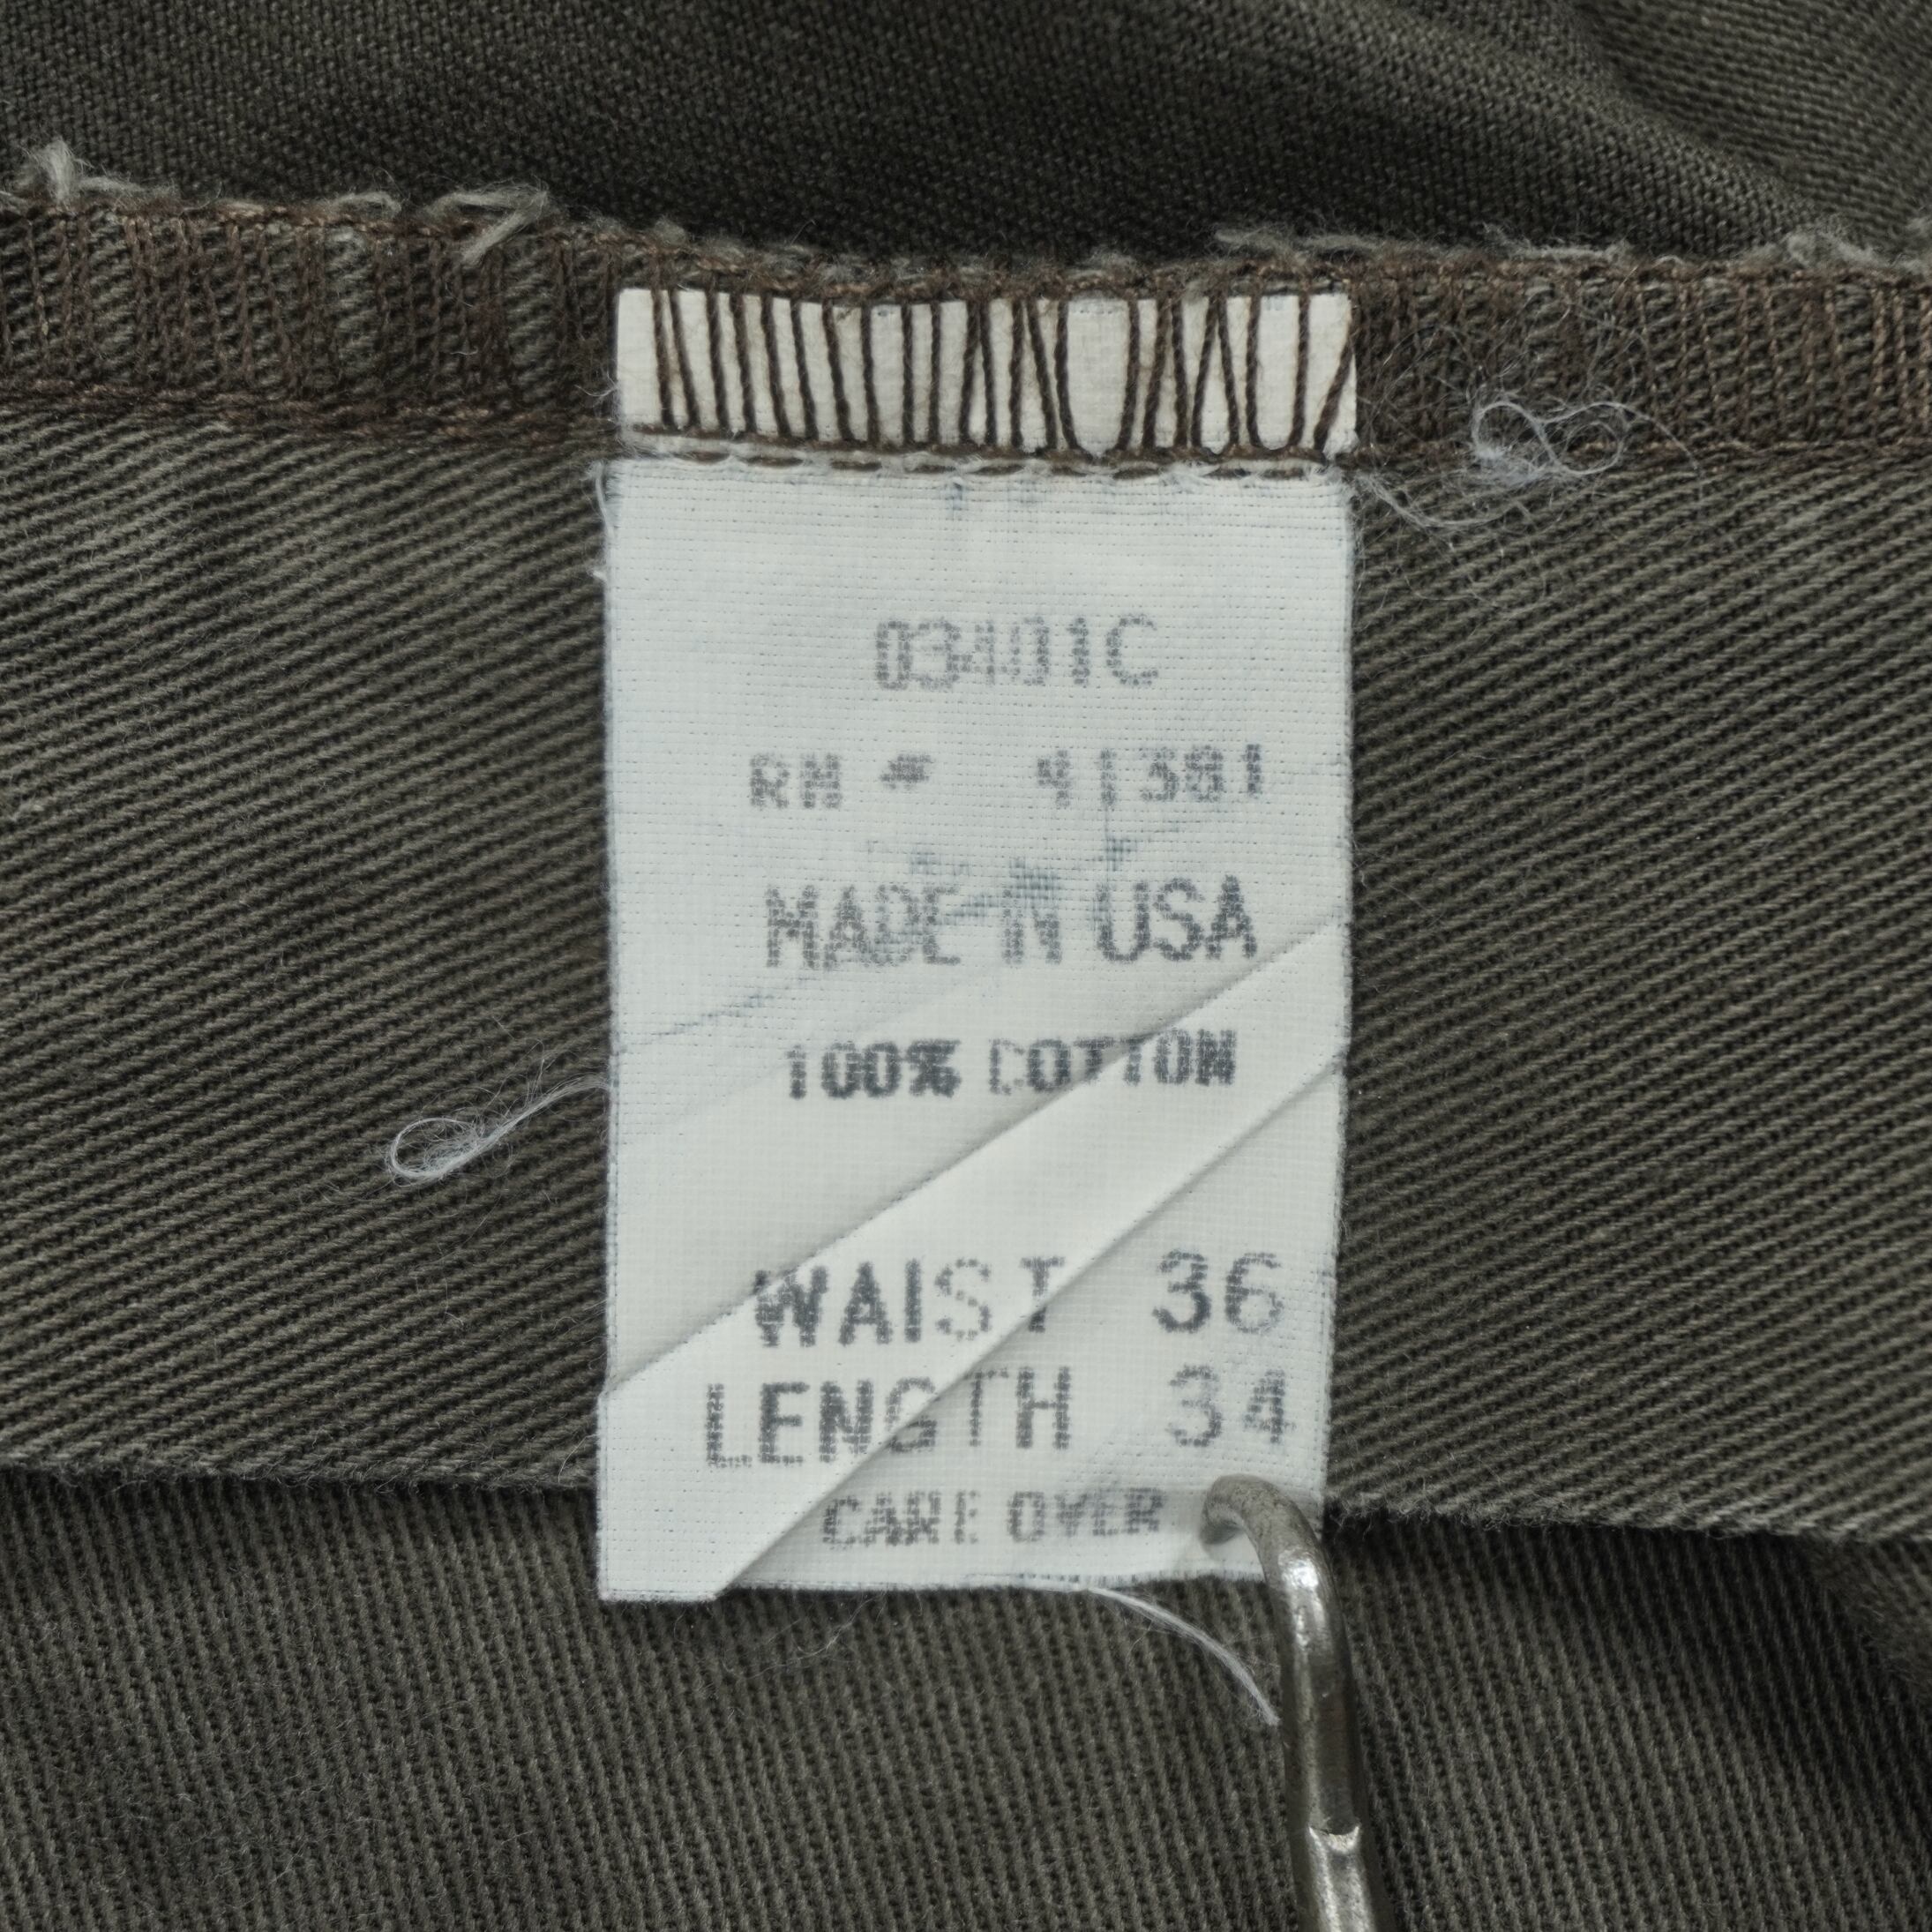 03401C
RN # 41381
MADE IN USA
100% COTTON
WAIST 36
LENGTH 34
CARE OVER